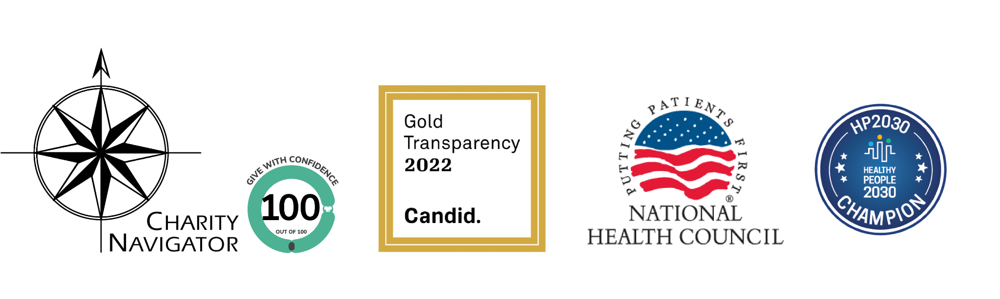 CHARITY
NAVIGATOR
GIVE WITH CONFIDENCE
100
OUT OF 100
Gold
Transparency
2022
Candid.
PUTTING PATIENTS FIRST
®
NATIONAL
HEALTH COUNCIL
HP2030
HEALTHY
PEOPLE
2030
CHAMPION